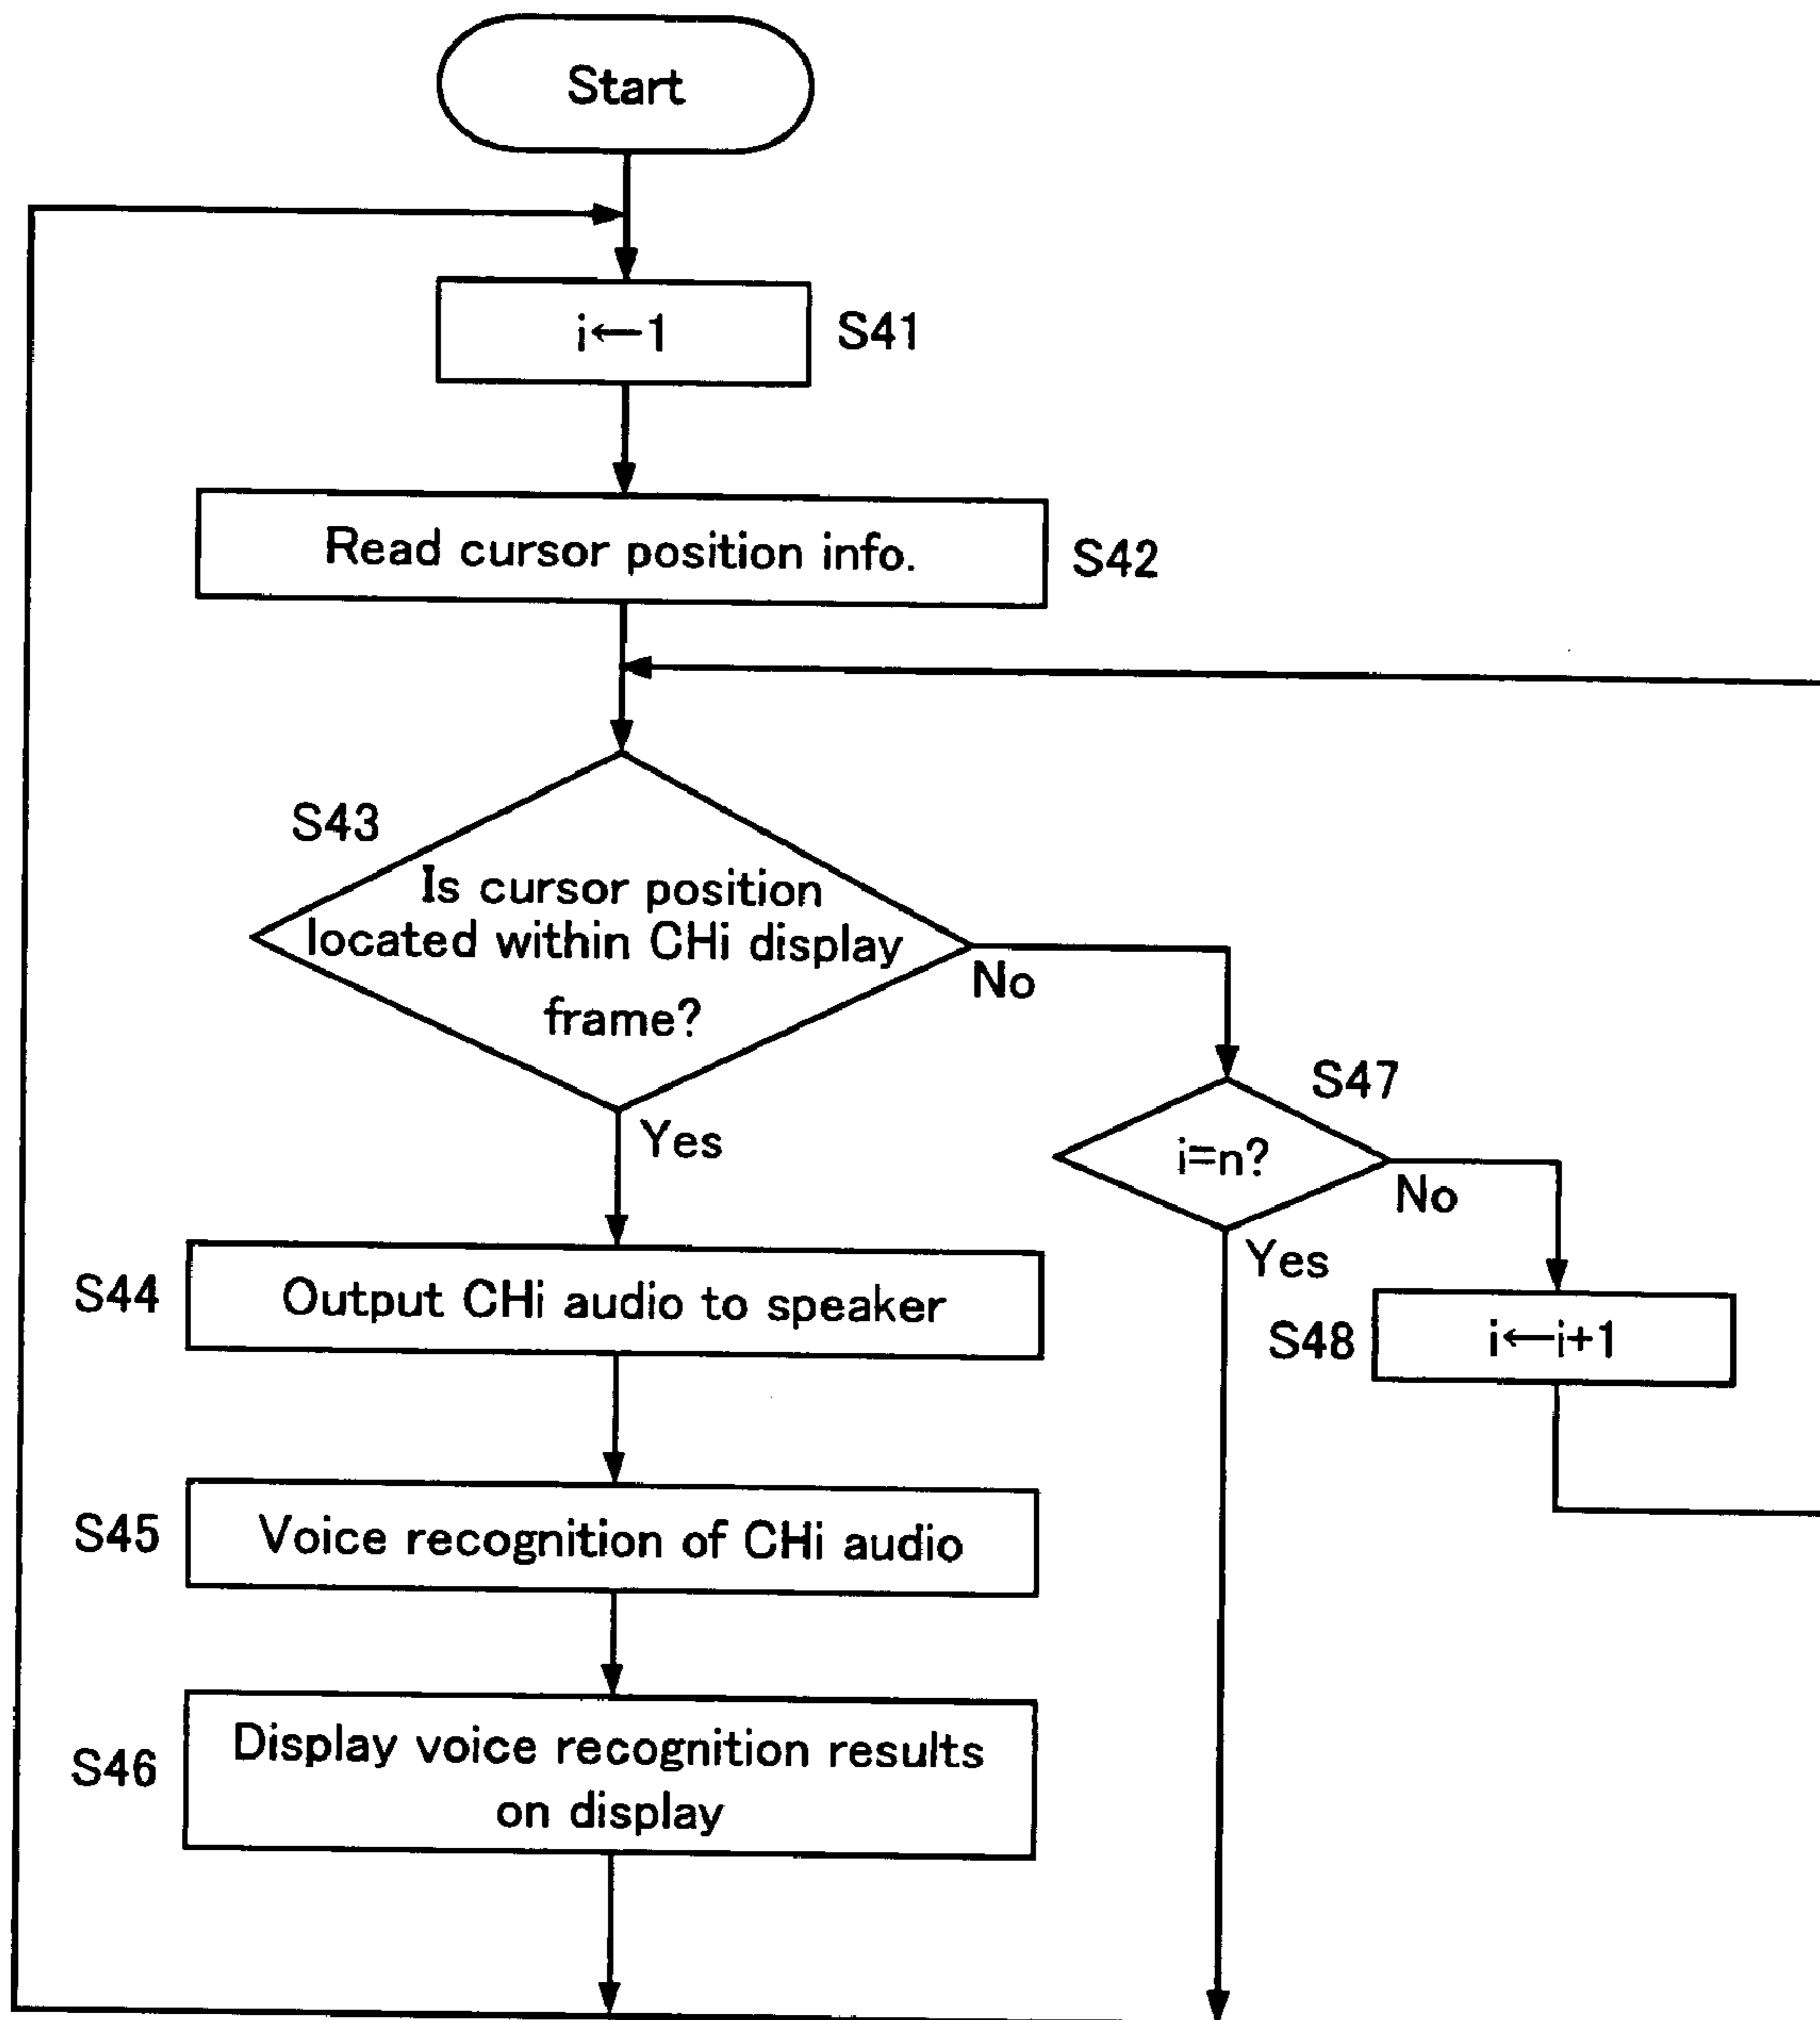 Start
i←1
S41
Read cursor position info.
S42
S43
Is cursor position
located within CHi display
frame?
No
Yes
S47
i=n?
No
Yes
S44
Output CHi audio to speaker
S48
i←i+1
S45
Voice recognition of CHi audio
S46
Display voice recognition results
on display